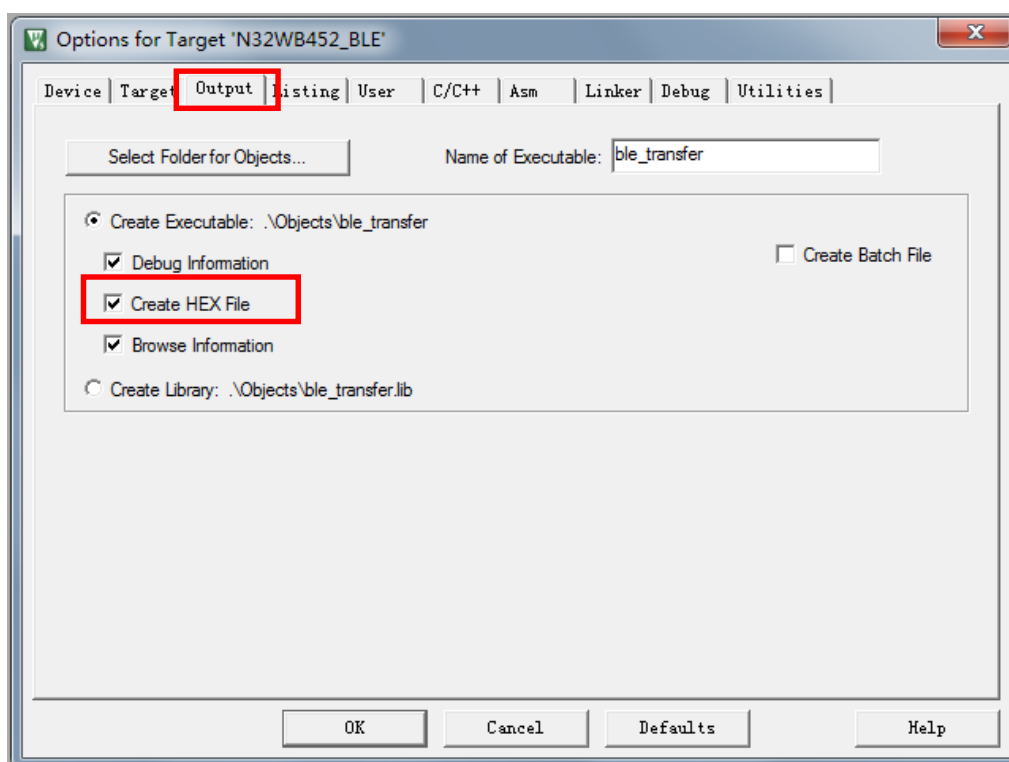 Options for Target 'N32WB452_BLE'
Device Target Output Listing User C/C++ Asm Linker Debug Utilities
Select Folder for Objects... Name of Executable: ble_transfer
Create Executable: .\Objects\ble_transfer
Debug Information Create Batch File
Create HEX File
Browse Information
Create Library: .\Objects\ble_transfer.lib
OK Cancel Defaults Help